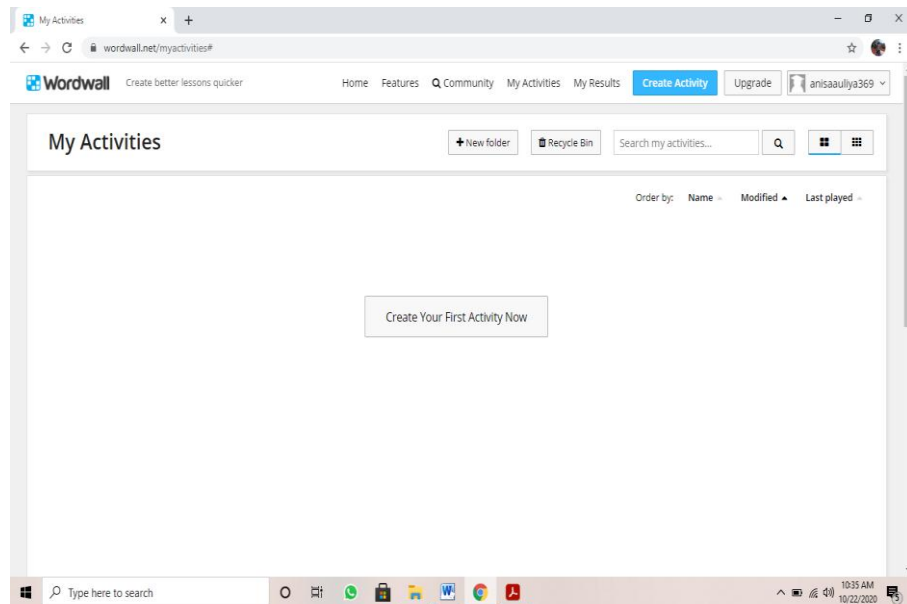 My Activities
wordwall.net/myactivities#
Wordwall Create better lessons quicker Home Features Community My Activities My Results Create Activity Upgrade anisaauliya369
My Activities New folder Recycle Bin Search my activities...
Order by: Name Modified Last played
Create Your First Activity Now
Type here to search
10:35 AM
10/22/2020
5